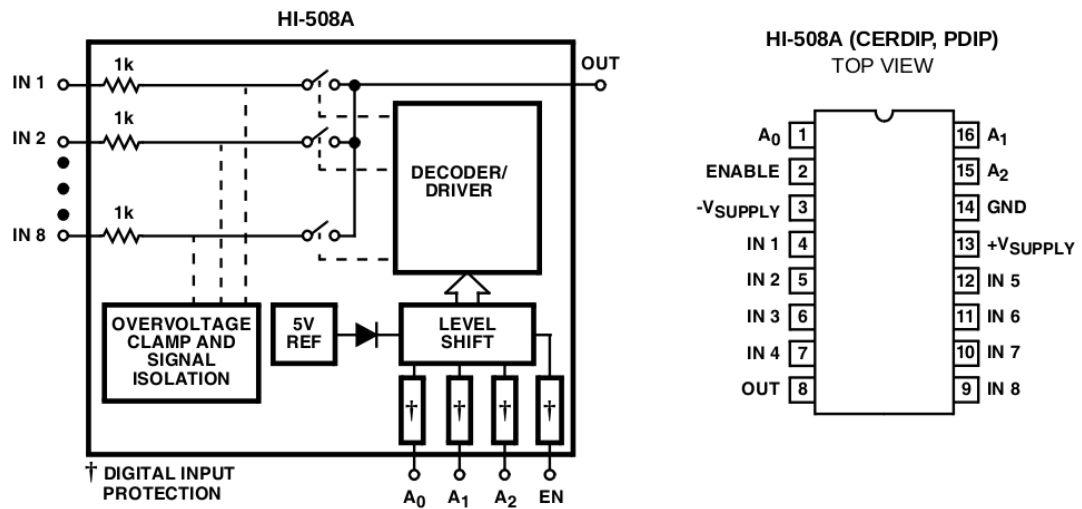 HI-508A
IN 1
1k
OUT
IN 2
1k
DECODER/
DRIVER
IN 8
1k
OVERVOLTAGE
CLAMP AND
SIGNAL
ISOLATION
5V
REF
LEVEL
SHIFT
† † † †
† DIGITAL INPUT
PROTECTION
A0 A1 A2 EN
HI-508A (CERDIP, PDIP)
TOP VIEW
A0 1 16 A1
ENABLE 2 15 A2
-VSUPPLY 3 14 GND
IN 1 4 13 +VSUPPLY
IN 2 5 12 IN 5
IN 3 6 11 IN 6
IN 4 7 10 IN 7
OUT 8 9 IN 8